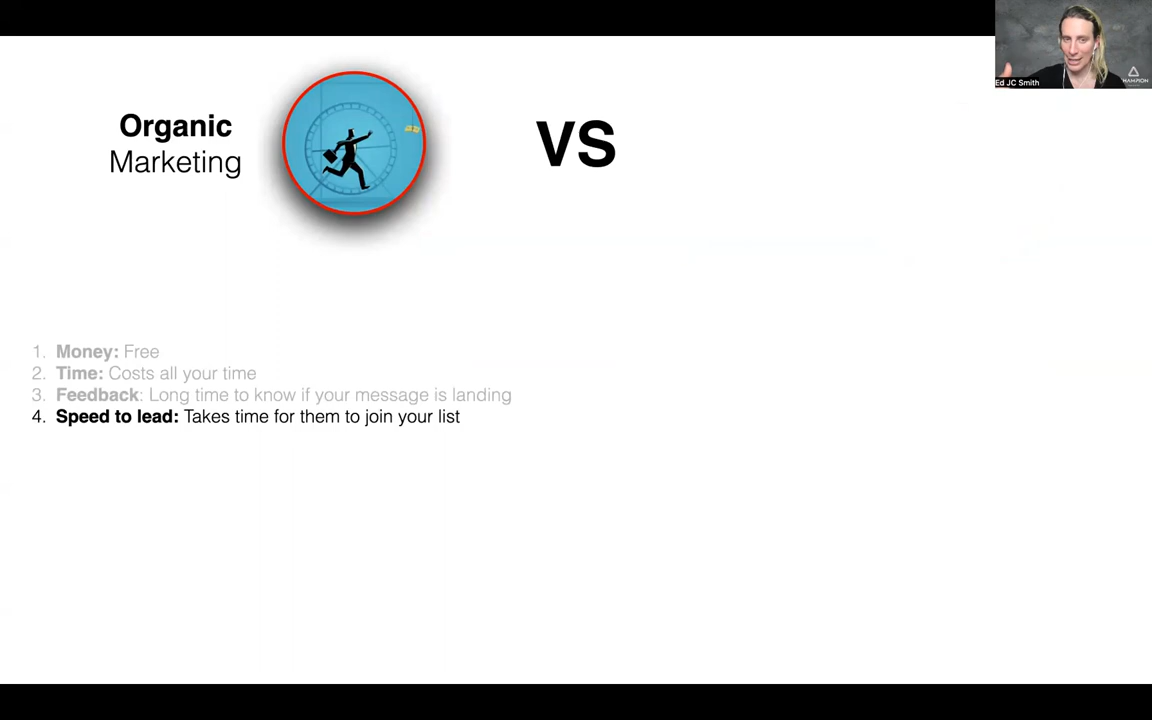 Ed JC Smith
HAMPION
Organic
Marketing
VS
1. Money: Free
2. Time: Costs all your time
3. Feedback: Long time to know if your message is landing
4. Speed to lead: Takes time for them to join your list